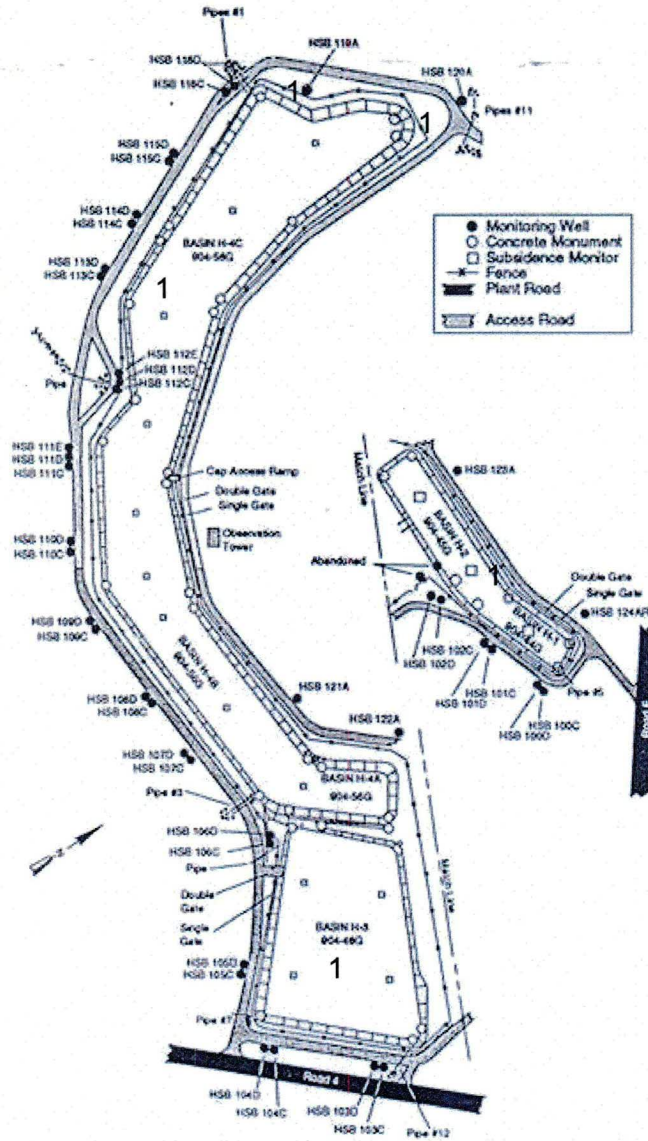 Pipes #1
HSB 119A
HSB 116D
HSB 116C
1
HSB 120A
Pipes #11
1
HSB 115D
HSB 115C
HSB 114D
HSB 114C
BASIN H-4C
904-56G
HSB 113D
HSB 113C
1
Monitoring Well
Concrete Monument
Subsidence Monitor
Fence
Plant Road
Access Road
HSB 112E
HSB 112D
HSB 112C
Pipe
HSB 111E
HSB 111D
HSB 111C
Cap Access Ramp
Double Gate
Single Gate
Observation
Tower
HSB 110D
HSB 110C
Match Line
HSB 123A
BASIN H-2
904-45G
1
Abandoned
Double Gate
Single Gate
HSB 124AR
BASIN H-1
904-44G
HSB 102C
HSB 102D
HSB 101C
HSB 101D
Pipe #5
HSB 100C
HSB 100D
HSB 109D
HSB 109C
BASIN H-4B
904-56G
HSB 108D
HSB 108C
HSB 121A
HSB 122A
HSB 107D
HSB 107C
BASIN H-4A
904-56G
Pipe #3
HSB 106D
HSB 106C
Pipe
Double
Gate
Single
Gate
Match Line
N
BASIN H-3
904-46G
1
HSB 105D
HSB 105C
Pipe #7
Road 4
HSB 104D
HSB 104C
HSB 103D
HSB 103C
Pipe #12